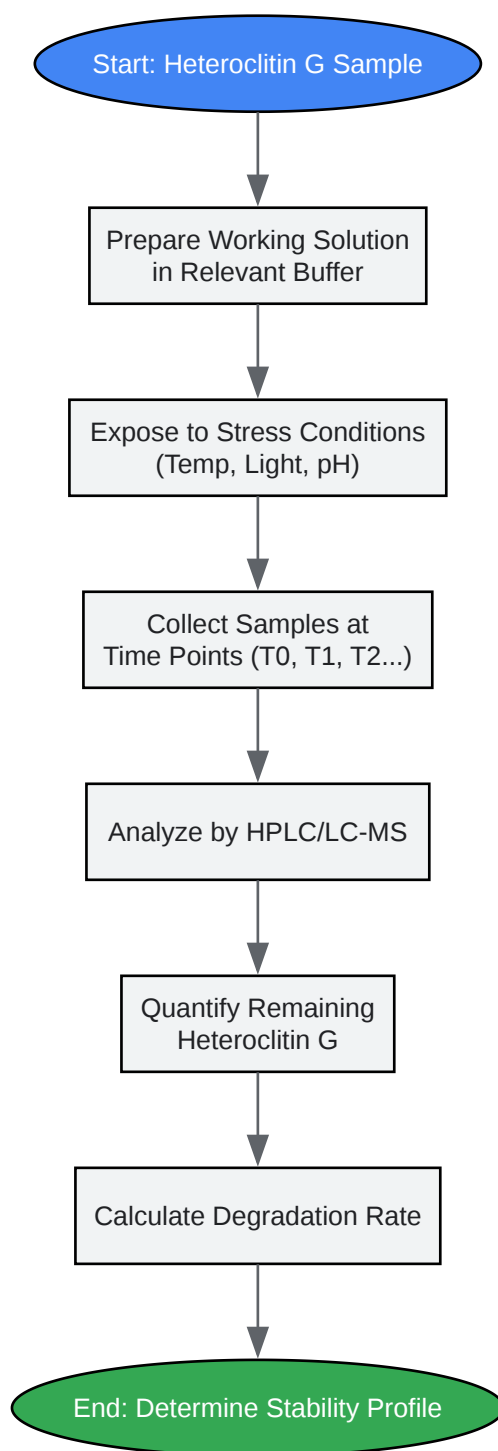 Start: Heteroclitin G Sample
Prepare Working Solution
in Relevant Buffer
Expose to Stress Conditions
(Temp, Light, pH)
Collect Samples at
Time Points (T0, T1, T2...)
Analyze by HPLC/LC-MS
Quantify Remaining
Heteroclitin G
Calculate Degradation Rate
End: Determine Stability Profile